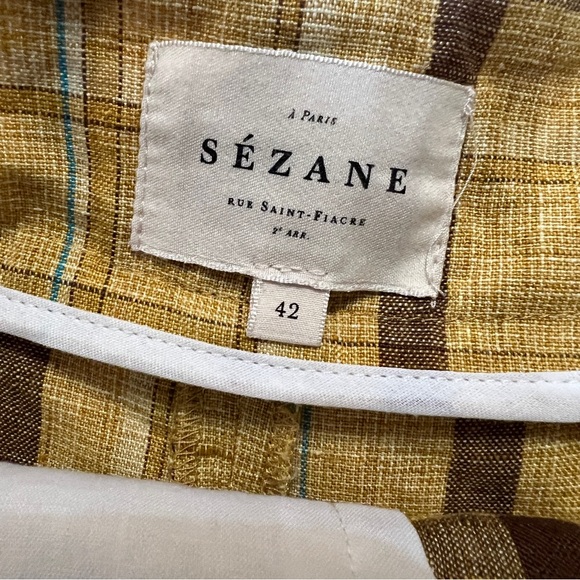 À PARIS
SÉZANE
RUE SAINT-FIACRE
2e ARR.
42